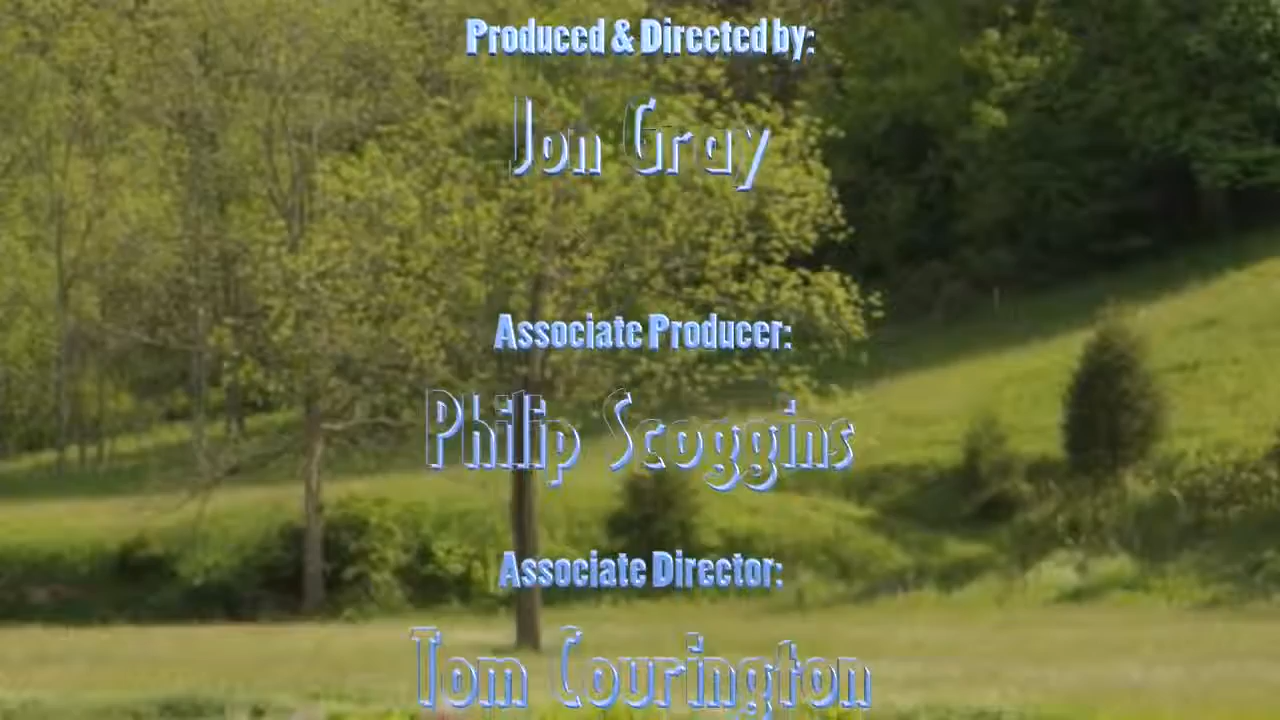 Produced & Directed by:
Jon Gray
Associate Producer:
Philip Scoggins
Associate Director:
Tom Courington